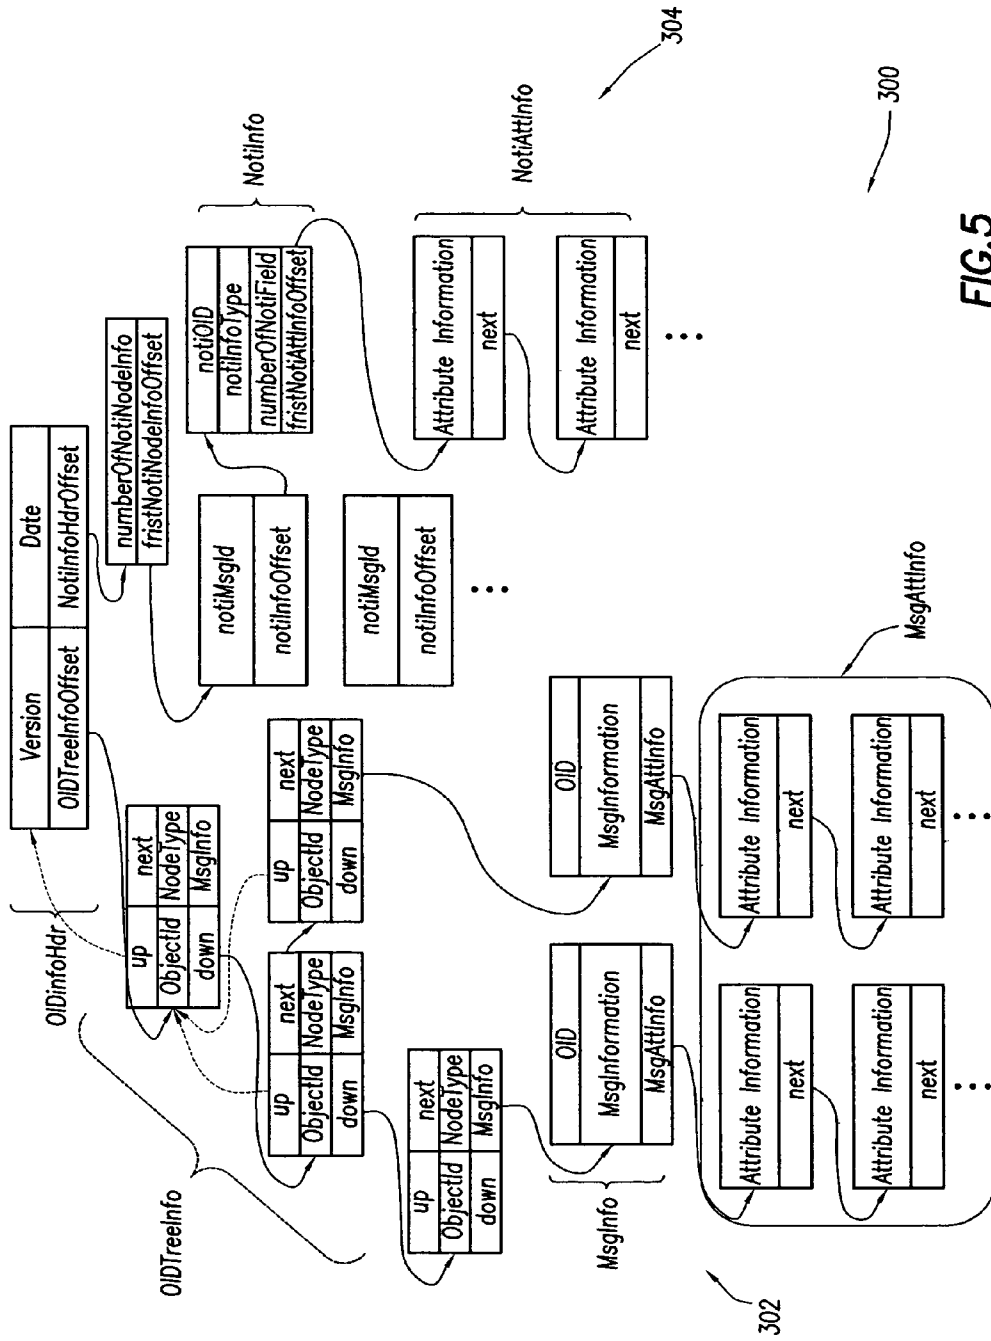 OIDinfoHdr
Version
Date
OIDTreeInfoOffset
NotiInfoHdrOffset
OIDTreeInfo
up
next
ObjectId
NodeType
down
MsgInfo
numberOfNotiNodeInfo
fristNotiNodeInfoOffset
up
next
ObjectId
NodeType
down
MsgInfo
up
next
ObjectId
NodeType
down
MsgInfo
up
next
ObjectId
NodeType
down
MsgInfo
notiMsgId
notiInfoOffset
notiMsgId
notiInfoOffset
notiOID
notiInfoType
numberOfNotiField
fristNotiAttInfoOffset
NotiInfo
Attribute Information
next
Attribute Information
next
NotiAttInfo
304
MsgInfo
OID
MsgInformation
MsgAttInfo
OID
MsgInformation
MsgAttInfo
MsgAttInfo
Attribute Information
next
Attribute Information
next
Attribute Information
next
Attribute Information
next
302
300
FIG.5